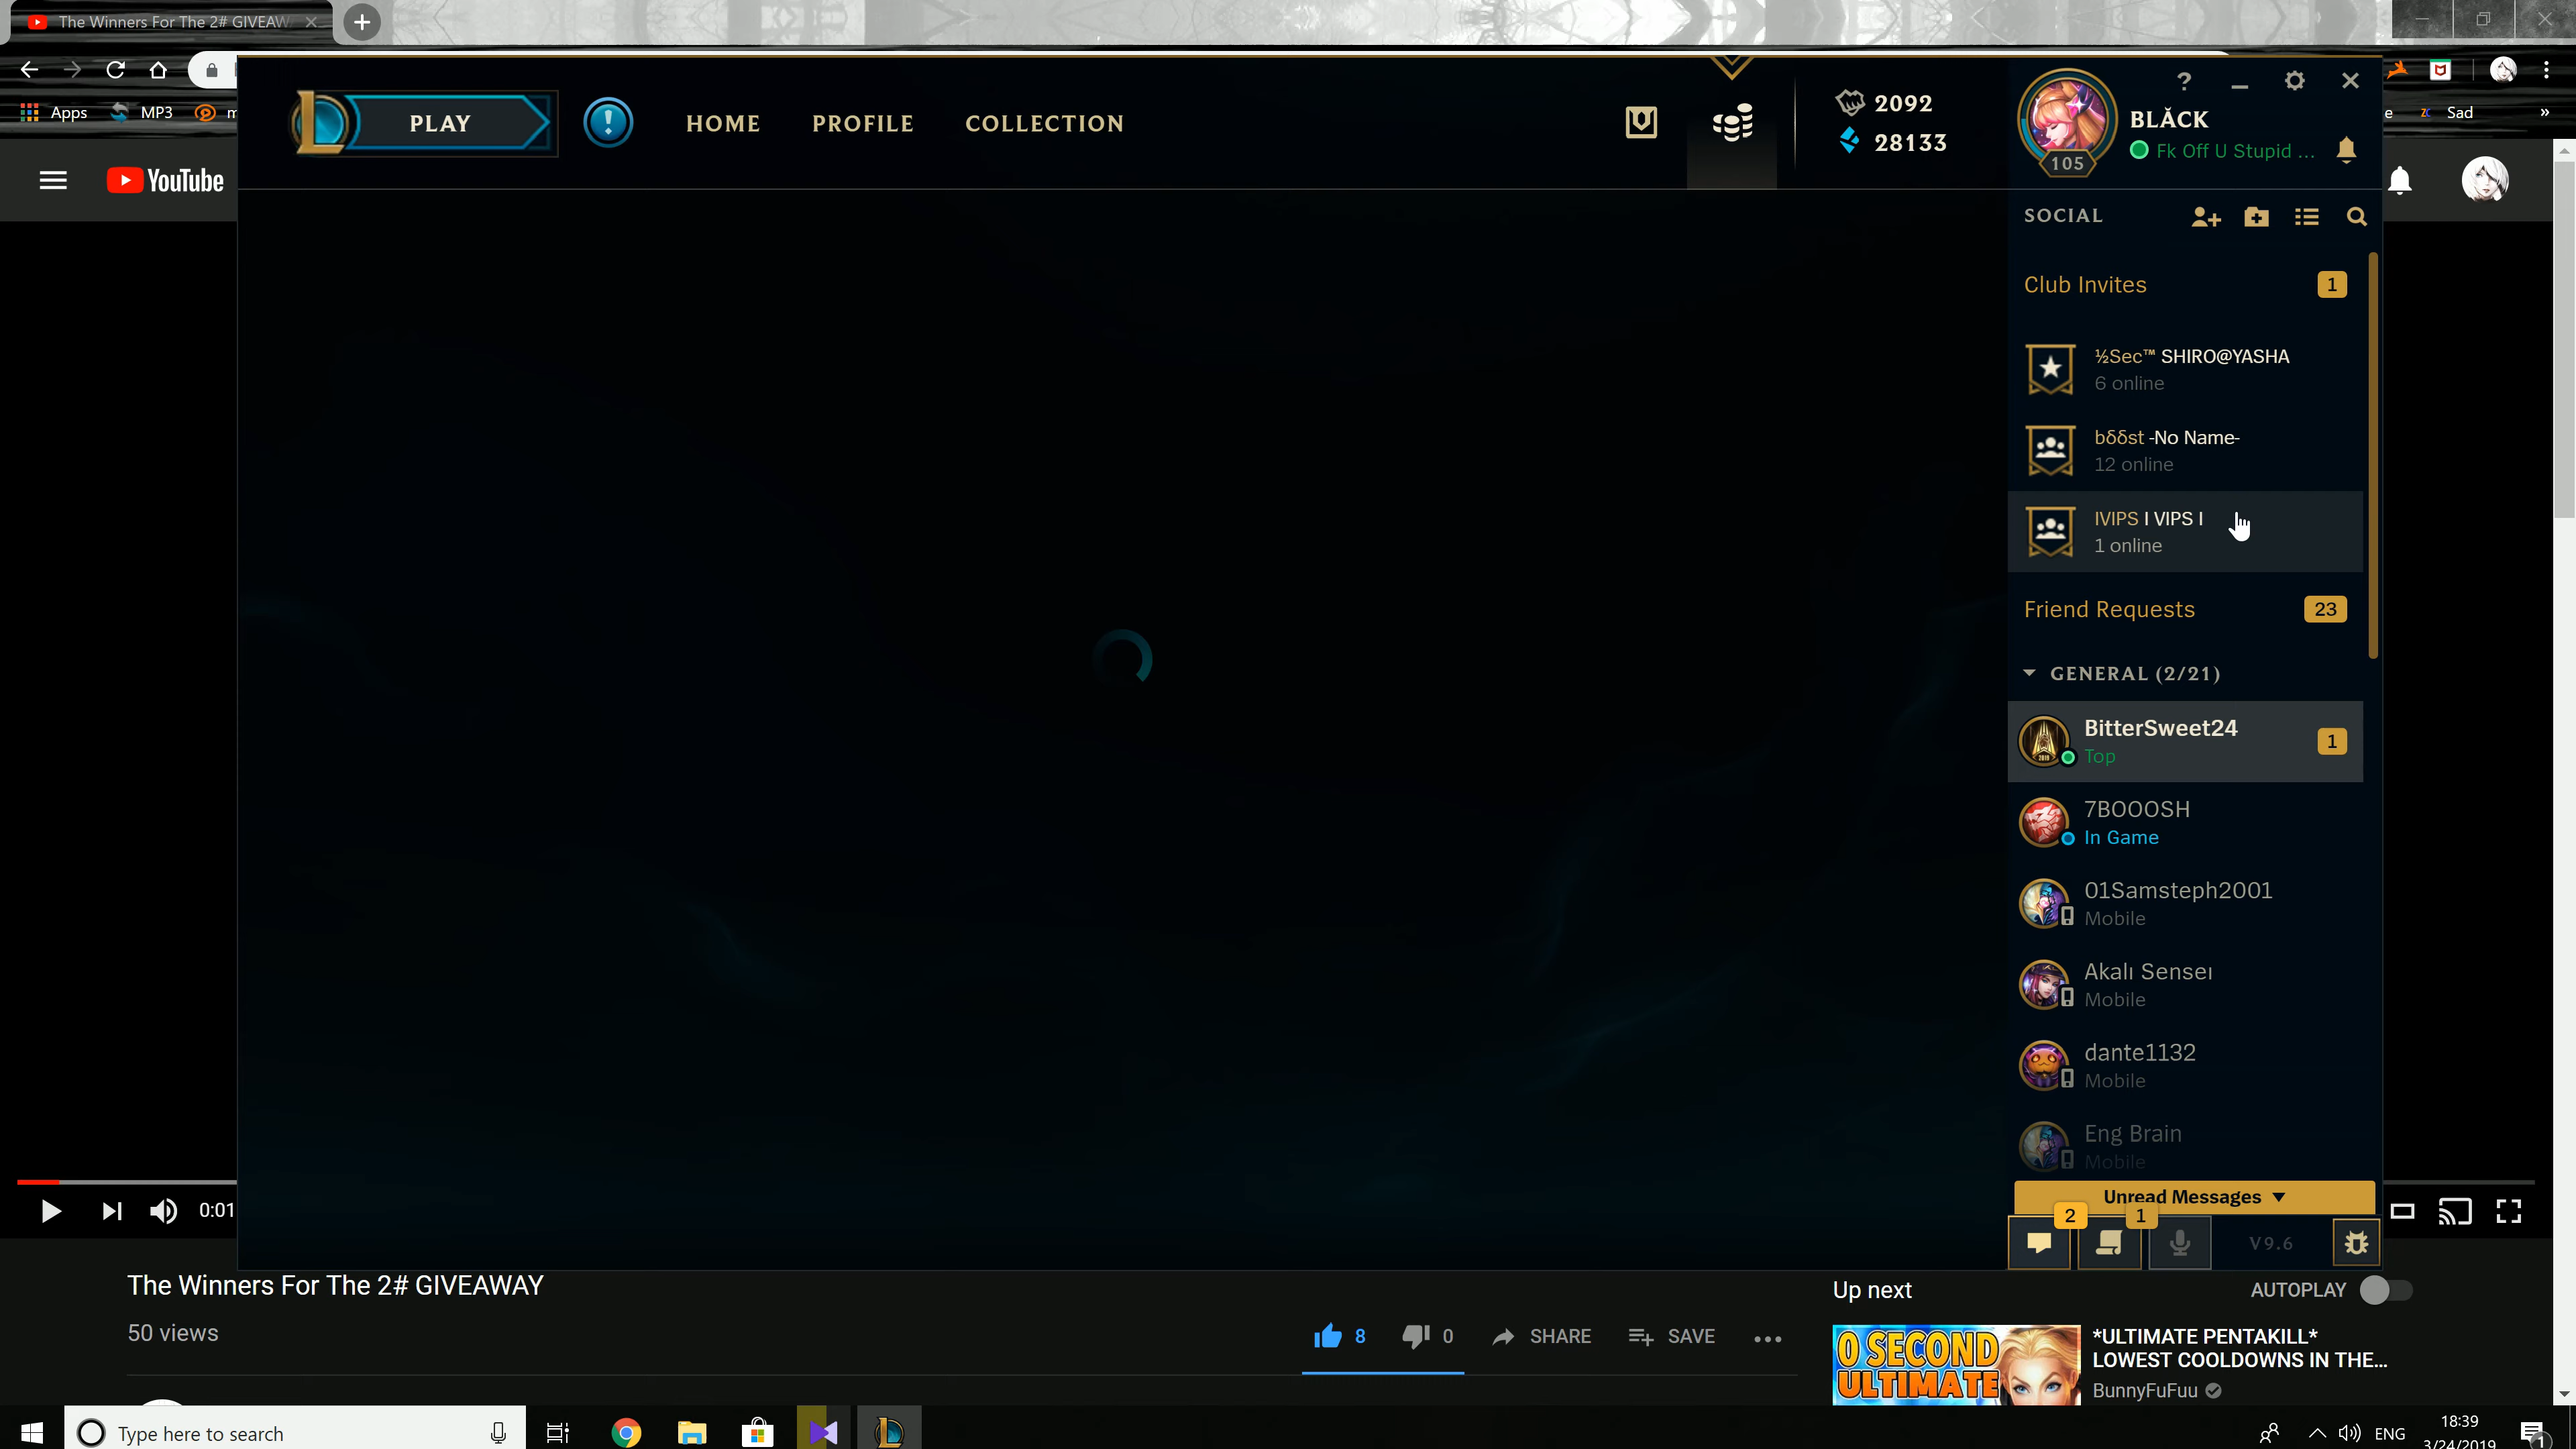 The Winners For The 2# GIVEAW
Apps
MP3
Sad
»
YouTube
PLAY
HOME
PROFILE
COLLECTION
2092
28133
105
?
BLĂCK
Fk Off U Stupid ...
SOCIAL
Club Invites
1
½Sec™ SHIRO@YASHA
6 online
bδδst -No Name-
12 online
IVIPS I VIPS I
1 online
Friend Requests
23
GENERAL (2/21)
BitterSweet24
Top
1
7BOOOSH
In Game
01Samsteph2001
Mobile
Akalı Senseı
Mobile
dante1132
Mobile
Eng Brain
Mobile
Unread Messages
2
1
V9.6
0:01
The Winners For The 2# GIVEAWAY
50 views
8
0
SHARE
SAVE
Up next
AUTOPLAY
0 SECOND
ULTIMATE
*ULTIMATE PENTAKILL*
LOWEST COOLDOWNS IN THE...
BunnyFuFuu
Type here to search
ENG
18:39
3/24/2019
1